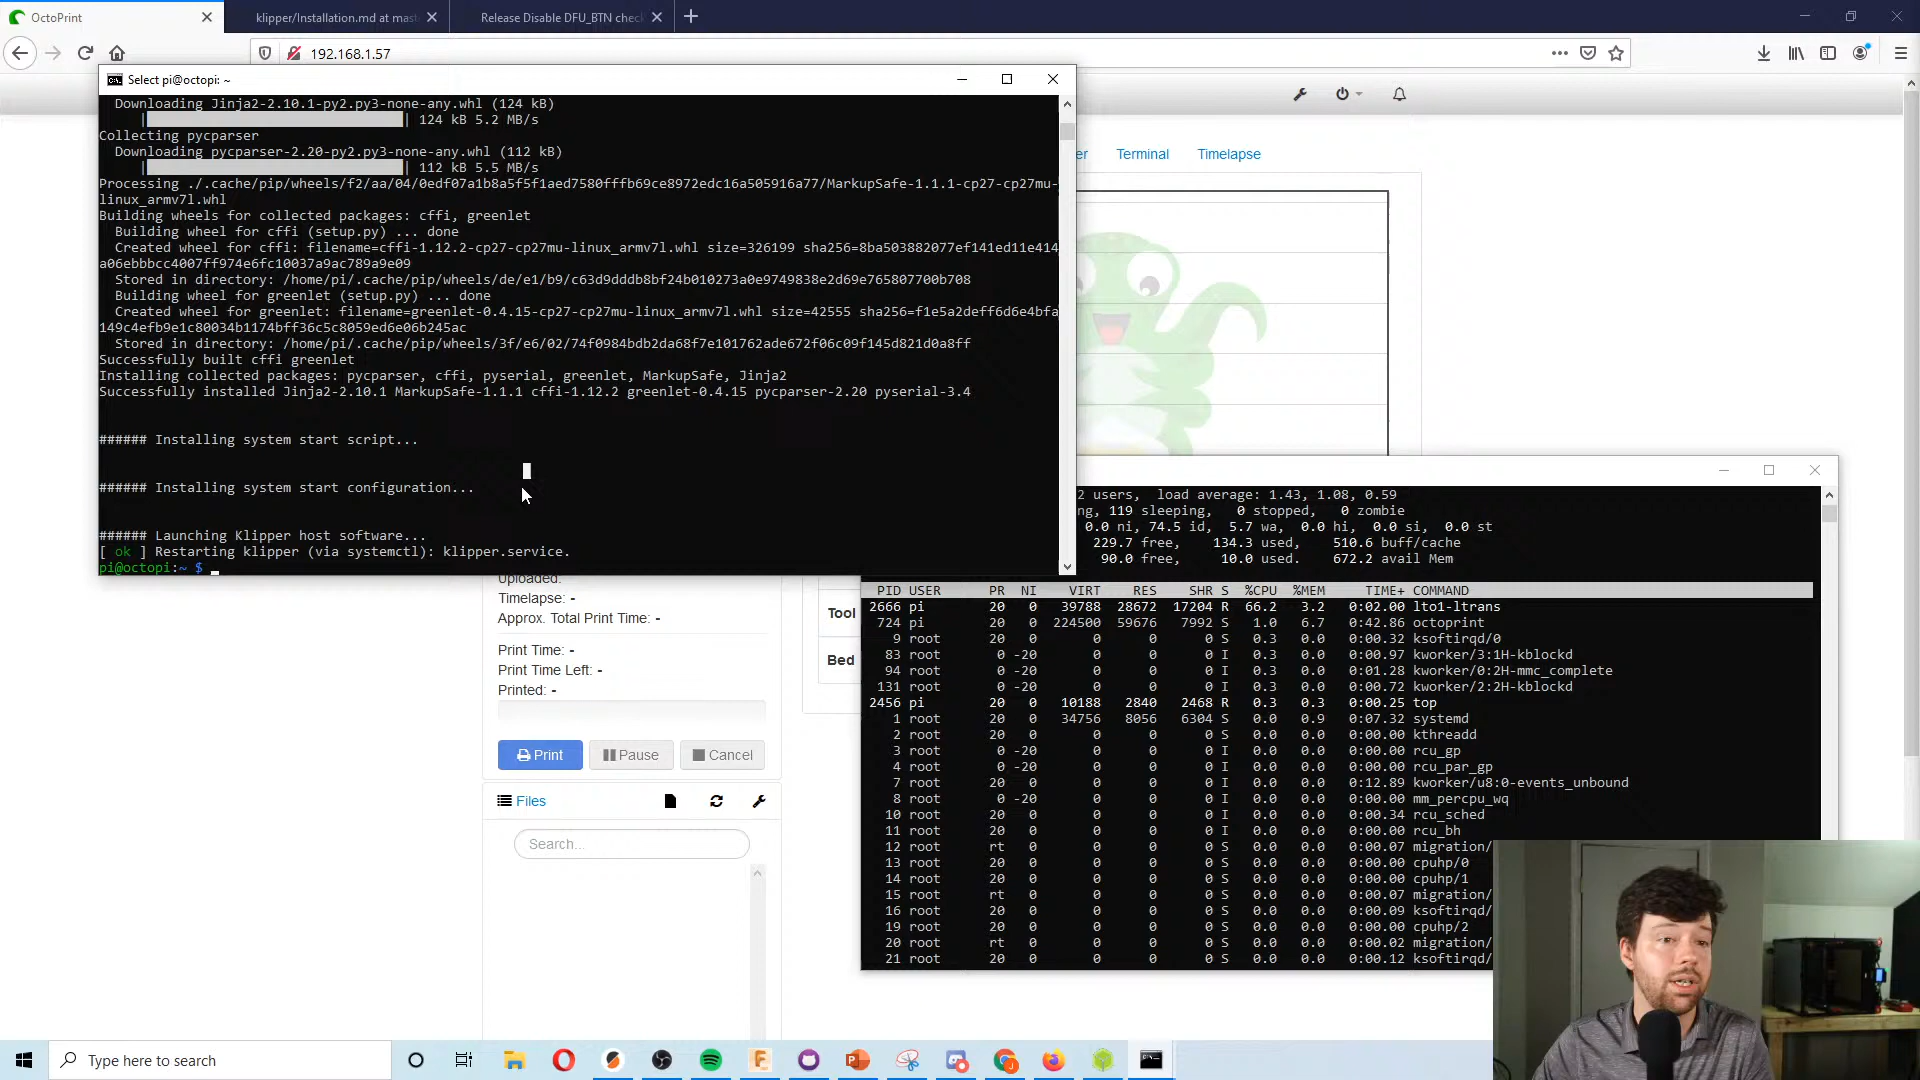 OctoPrint
klipper/Installation.md at mast
Release Disable DFU_BTN check
192.168.1.57
Select pi@octopi: ~
Downloading Jinja2-2.10.1-py2.py3-none-any.whl (124 kB)
| | 124 kB 5.2 MB/s
Collecting pycparser
Downloading pycparser-2.20-py2.py3-none-any.whl (112 kB)
| | 112 kB 5.5 MB/s
Processing ./.cache/pip/wheels/f2/aa/04/0edf07a1b8a5f5f1aed7580fffb69ce8972edc16a505916a77/MarkupSafe-1.1.1-cp27-cp27mu-
linux_armv7l.whl
Building wheels for collected packages: cffi, greenlet
Building wheel for cffi (setup.py) ... done
Created wheel for cffi: filename=cffi-1.12.2-cp27-cp27mu-linux_armv7l.whl size=326199 sha256=8ba503882077ef141ed11e414
a06ebbbcc4007ff974e6fc10037a9ac789a9e09
Stored in directory: /home/pi/.cache/pip/wheels/de/e1/b9/c63d9dddb8bf24b010273a0e9749838e2d69e765807700b708
Building wheel for greenlet (setup.py) ... done
Created wheel for greenlet: filename=greenlet-0.4.15-cp27-cp27mu-linux_armv7l.whl size=42555 sha256=f1e5a2deff6d6e4bfa
149c4efb9e1c80034b1174bff36c5c8059ed6e06b245ac
Stored in directory: /home/pi/.cache/pip/wheels/3f/e6/02/74f0984bdb2da68f7e101762ade672f06c09f145d821d0a8ff
Successfully built cffi greenlet
Installing collected packages: pycparser, cffi, pyserial, greenlet, MarkupSafe, Jinja2
Successfully installed Jinja2-2.10.1 MarkupSafe-1.1.1 cffi-1.12.2 greenlet-0.4.15 pycparser-2.20 pyserial-3.4
###### Installing system start script...
###### Installing system start configuration...
###### Launching Klipper host software...
[ ok ] Restarting klipper (via systemctl): klipper.service.
pi@octopi:~ $
er Terminal Timelapse
Uploaded:
Timelapse: -
Approx. Total Print Time: -
Print Time: -
Print Time Left: -
Printed: -
Print Pause Cancel
Files
Search...
Tool
Bed
2 users, load average: 1.43, 1.08, 0.59
ng, 119 sleeping, 0 stopped, 0 zombie
0.0 ni, 74.5 id, 5.7 wa, 0.0 hi, 0.0 si, 0.0 st
229.7 free, 134.3 used, 510.6 buff/cache
90.0 free, 10.0 used. 672.2 avail Mem
PID USER PR NI VIRT RES SHR S %CPU %MEM TIME+ COMMAND
2666 pi 20 0 39788 28672 17204 R 66.2 3.2 0:02.00 lto1-ltrans
724 pi 20 0 224500 59676 7992 S 1.0 6.7 0:42.86 octoprint
9 root 20 0 0 0 0 S 0.3 0.0 0:00.32 ksoftirqd/0
83 root 0 -20 0 0 0 I 0.3 0.0 0:00.97 kworker/3:1H-kblockd
94 root 0 -20 0 0 0 I 0.3 0.0 0:01.28 kworker/0:2H-mmc_complete
131 root 0 -20 0 0 0 I 0.3 0.0 0:00.72 kworker/2:2H-kblockd
2456 pi 20 0 10188 2840 2468 R 0.3 0.3 0:00.25 top
1 root 20 0 34756 8056 6304 S 0.0 0.9 0:07.32 systemd
2 root 20 0 0 0 0 S 0.0 0.0 0:00.00 kthreadd
3 root 0 -20 0 0 0 I 0.0 0.0 0:00.00 rcu_gp
4 root 0 -20 0 0 0 I 0.0 0.0 0:00.00 rcu_par_gp
7 root 20 0 0 0 0 I 0.0 0.0 0:12.89 kworker/u8:0-events_unbound
8 root 0 -20 0 0 0 I 0.0 0.0 0:00.00 mm_percpu_wq
10 root 20 0 0 0 0 I 0.0 0.0 0:00.34 rcu_sched
11 root 20 0 0 0 0 I 0.0 0.0 0:00.00 rcu_bh
12 root rt 0 0 0 0 S 0.0 0.0 0:00.07 migration/
13 root 20 0 0 0 0 S 0.0 0.0 0:00.00 cpuhp/0
14 root 20 0 0 0 0 S 0.0 0.0 0:00.00 cpuhp/1
15 root rt 0 0 0 0 S 0.0 0.0 0:00.07 migration/
16 root 20 0 0 0 0 S 0.0 0.0 0:00.09 ksoftirqd/
19 root 20 0 0 0 0 S 0.0 0.0 0:00.00 cpuhp/2
20 root rt 0 0 0 0 S 0.0 0.0 0:00.02 migration/
21 root 20 0 0 0 0 S 0.0 0.0 0:00.12 ksoftirqd/
Type here to search